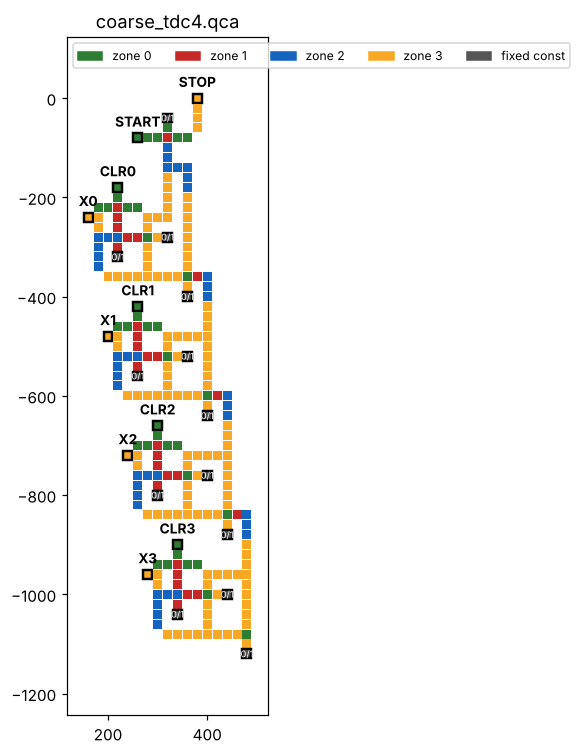 coarse_tdc4.qca
zone 0 zone 1 zone 2 zone 3 fixed const
STOP
START
CLR0
X0
CLR1
X1
CLR2
X2
CLR3
X3
0
−200
−400
−600
−800
−1000
−1200
200 400